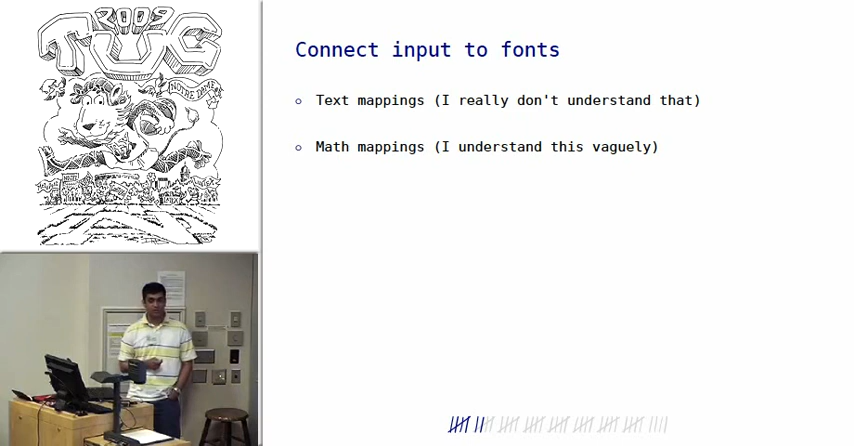 2009
TUG
NOTRE DAME
Connect input to fonts
Text mappings (I really don't understand that)
Math mappings (I understand this vaguely)